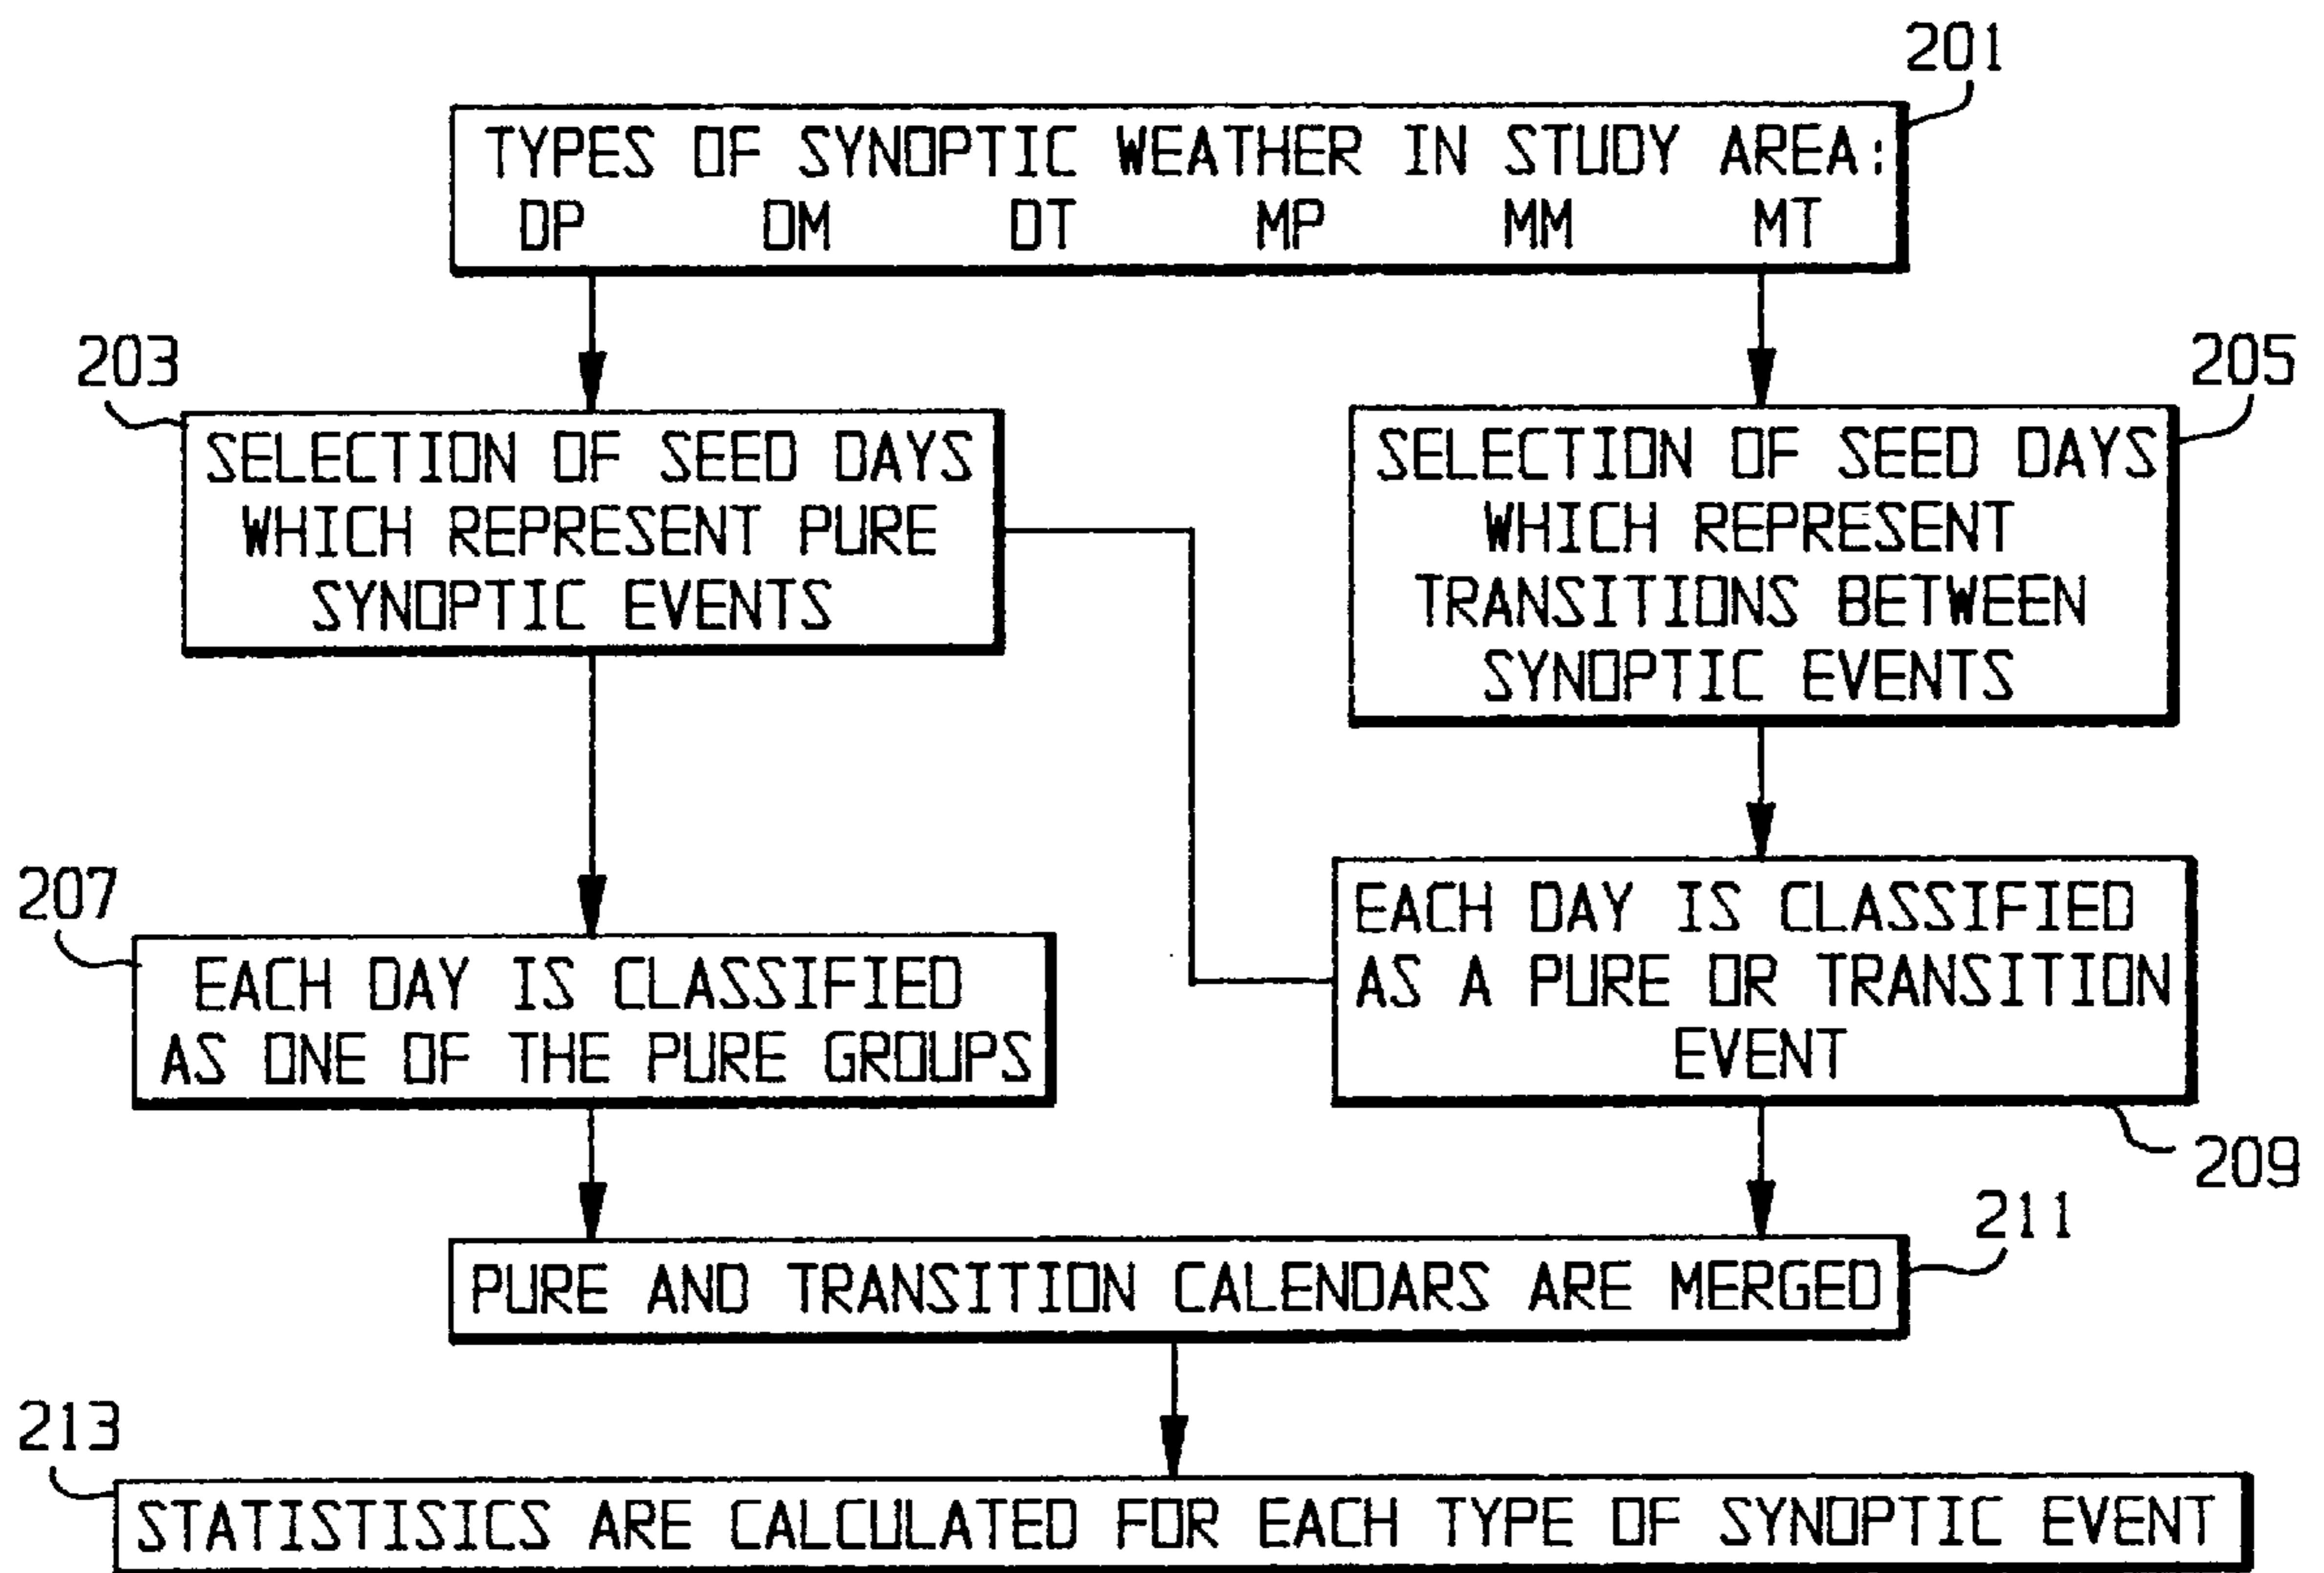 201
TYPES OF SYNOPTIC WEATHER IN STUDY AREA:
DP DM DT MP MM MT
203
SELECTION OF SEED DAYS
WHICH REPRESENT PURE
SYNOPTIC EVENTS
205
SELECTION OF SEED DAYS
WHICH REPRESENT
TRANSITIONS BETWEEN
SYNOPTIC EVENTS
207
EACH DAY IS CLASSIFIED
AS ONE OF THE PURE GROUPS
EACH DAY IS CLASSIFIED
AS A PURE OR TRANSITION
EVENT
209
211
PURE AND TRANSITION CALENDARS ARE MERGED
213
STATISTISICS ARE CALCULATED FOR EACH TYPE OF SYNOPTIC EVENT